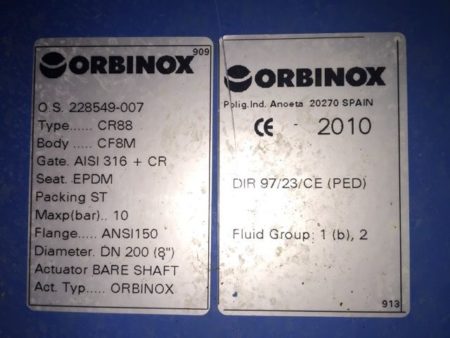 909
ORBINOX
O.S. 228549-007
Type...... CR88
Body ..... CF8M
Gate. AISI 316 + CR
Seat. EPDM
Packing ST
Maxp(bar).. 10
Flange... ANSI150
Diameter. DN 200 (8")
Actuator BARE SHAFT
Act. Typ..... ORBINOX
ORBINOX
Polig.Ind. Anoeta 20270 SPAIN
CE - 2010
DIR 97/23/CE (PED)
Fluid Group: 1 (b), 2
913